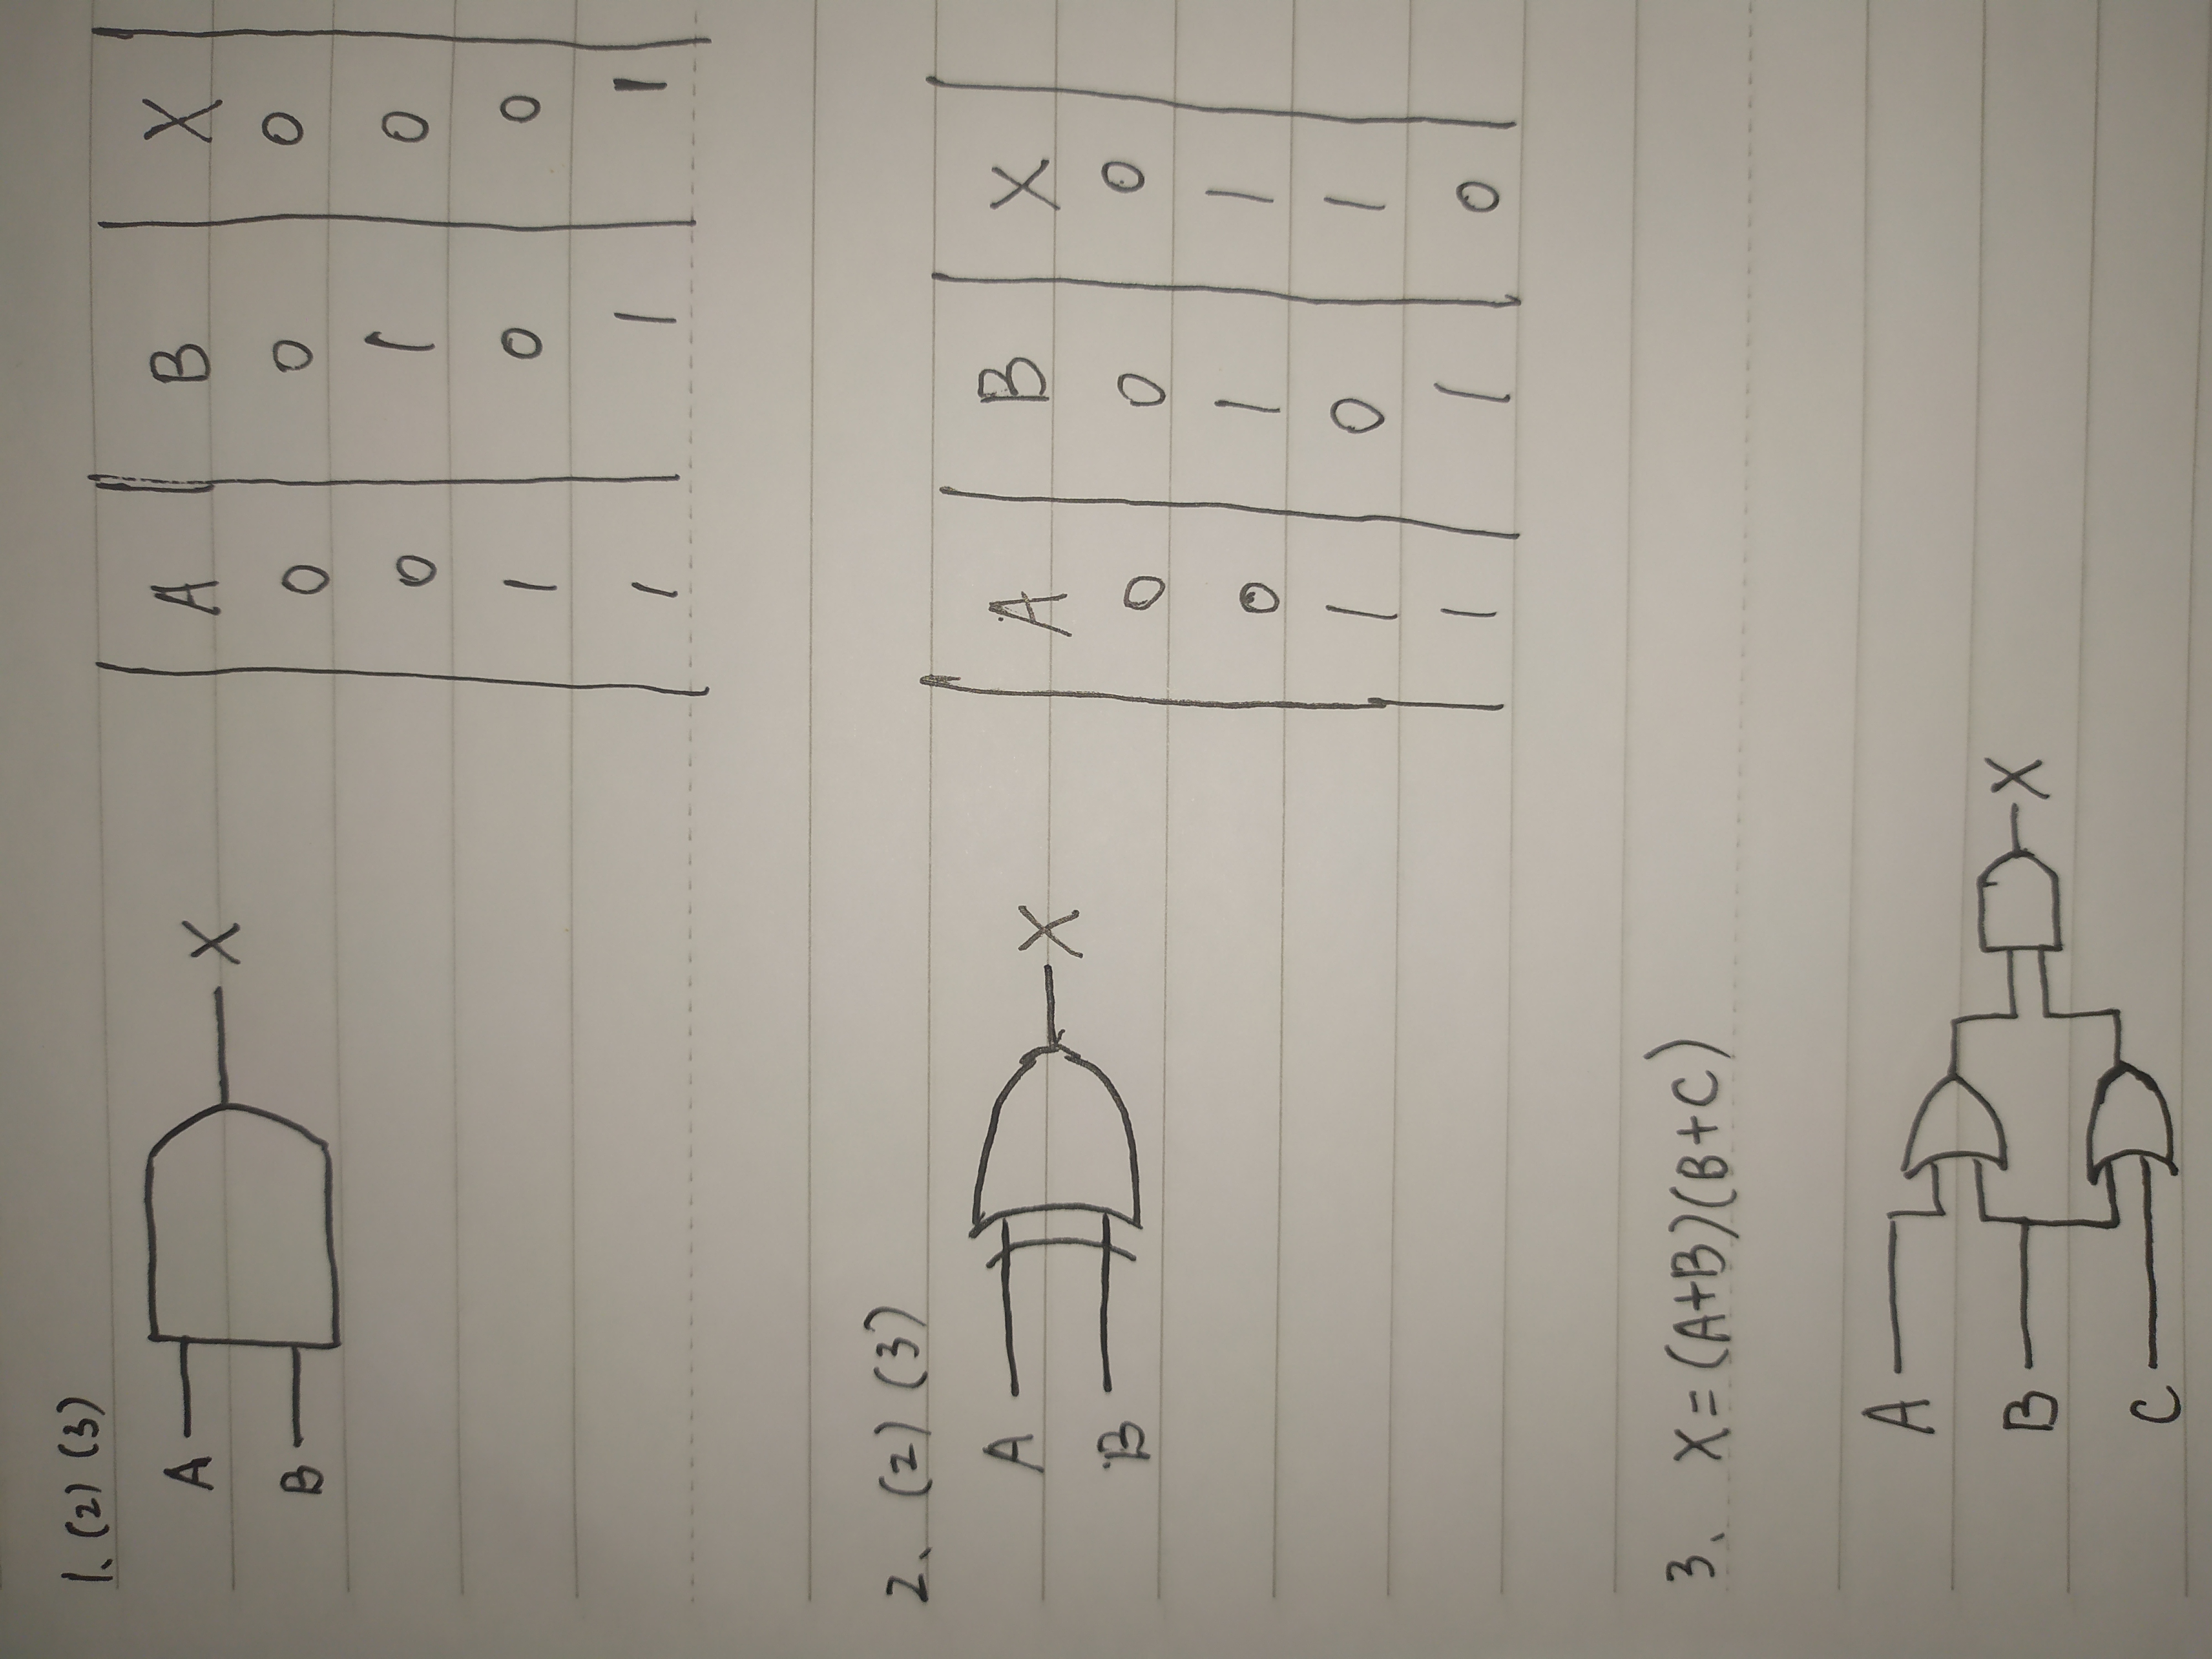 1、(2) (3)
A
B
X
A B X
0 0 0
0 1 0
1 0 0
1 1 1
2、 (2) (3)
A
B
X
A B X
0 0 0
0 1 1
1 0 1
1 1 0
3、 X=(A+B)(B+C)
A
B
C
X